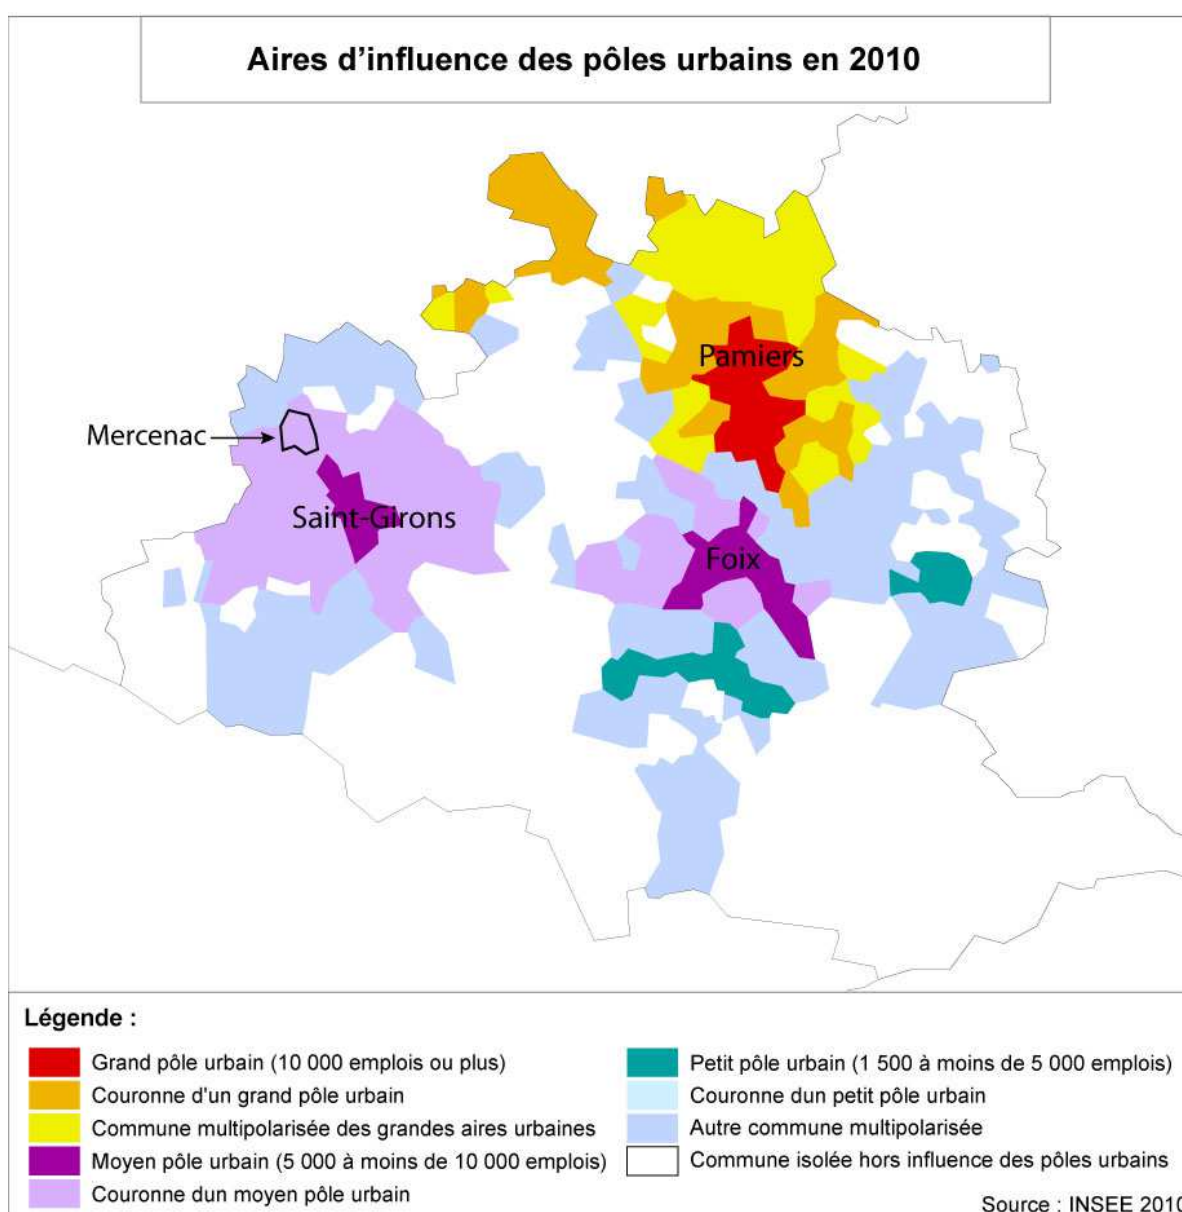 Aires d'influence des pôles urbains en 2010
Pamiers
Mercenac
Saint-Girons
Foix
Légende :
Grand pôle urbain (10 000 emplois ou plus)
Couronne d'un grand pôle urbain
Commune multipolarisée des grandes aires urbaines
Moyen pôle urbain (5 000 à moins de 10 000 emplois)
Couronne dun moyen pôle urbain
Petit pôle urbain (1 500 à moins de 5 000 emplois)
Couronne dun petit pôle urbain
Autre commune multipolarisée
Commune isolée hors influence des pôles urbains
Source : INSEE 2010